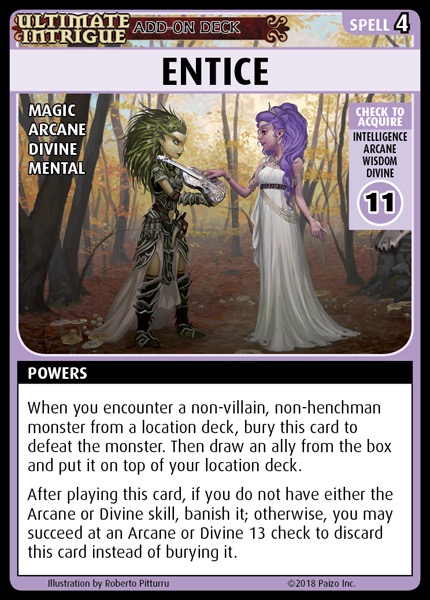 ULTIMATE
INTRIGUE ADD-ON DECK
SPELL 4
ENTICE
MAGIC
ARCANE
DIVINE
MENTAL
CHECK TO
ACQUIRE
INTELLIGENCE
ARCANE
WISDOM
DIVINE
11
POWERS
When you encounter a non-villain, non-henchman
monster from a location deck, bury this card to
defeat the monster. Then draw an ally from the box
and put it on top of your location deck.
After playing this card, if you do not have either the
Arcane or Divine skill, banish it; otherwise, you may
succeed at an Arcane or Divine 13 check to discard
this card instead of burying it.
Illustration by Roberto Pitturru
©2018 Paizo Inc.